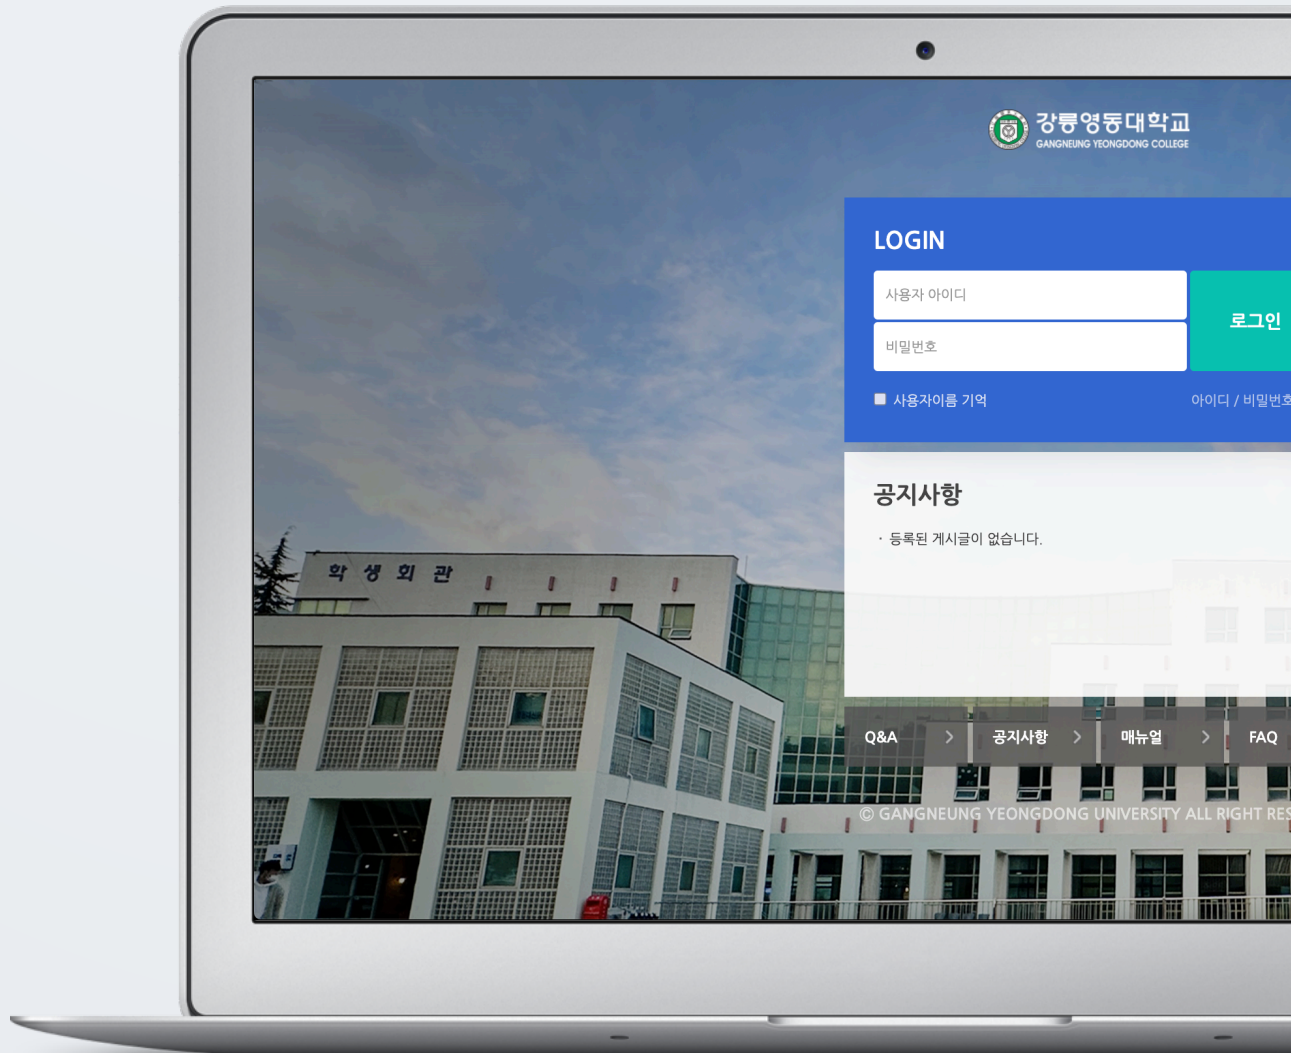 강릉영동대학교
GANGNEUNG YEONGDONG COLLEGE
LOGIN
사용자 아이디
로그인
비밀번호
사용자이름 기억
아이디 / 비밀번호
공지사항
· 등록된 게시글이 없습니다.
학생회관
Q&A
공지사항
매뉴얼
FAQ
© GANGNEUNG YEONGDONG UNIVERSITY ALL RIGHT RES